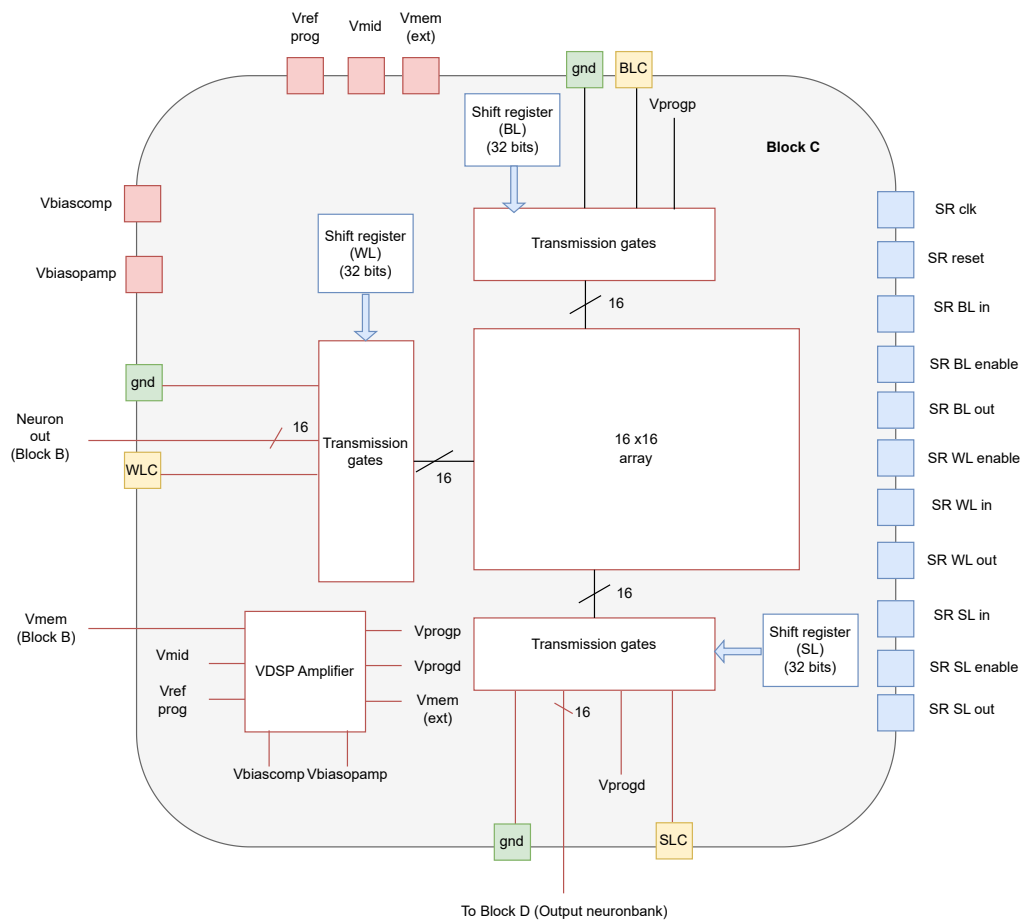 Vref
prog
Vmid
Vmem
(ext)
gnd
BLC
Vprogp
Shift register
(BL)
(32 bits)
Block C
Vbiascomp
SR clk
Shift register
(WL)
(32 bits)
Transmission gates
Vbiasopamp
SR reset
16
SR BL in
gnd
SR BL enable
Neuron
out
(Block B)
16
Transmission
gates
16 x16
array
SR BL out
WLC
16
SR WL enable
SR WL in
SR WL out
16
Vmem
(Block B)
Vprogp
Transmission gates
Shift register
(SL)
(32 bits)
SR SL in
Vmid
VDSP Amplifier
Vprogd
SR SL enable
Vref
prog
Vmem
(ext)
16
SR SL out
Vbiascomp
Vbiasopamp
Vprogd
gnd
SLC
To Block D (Output neuronbank)